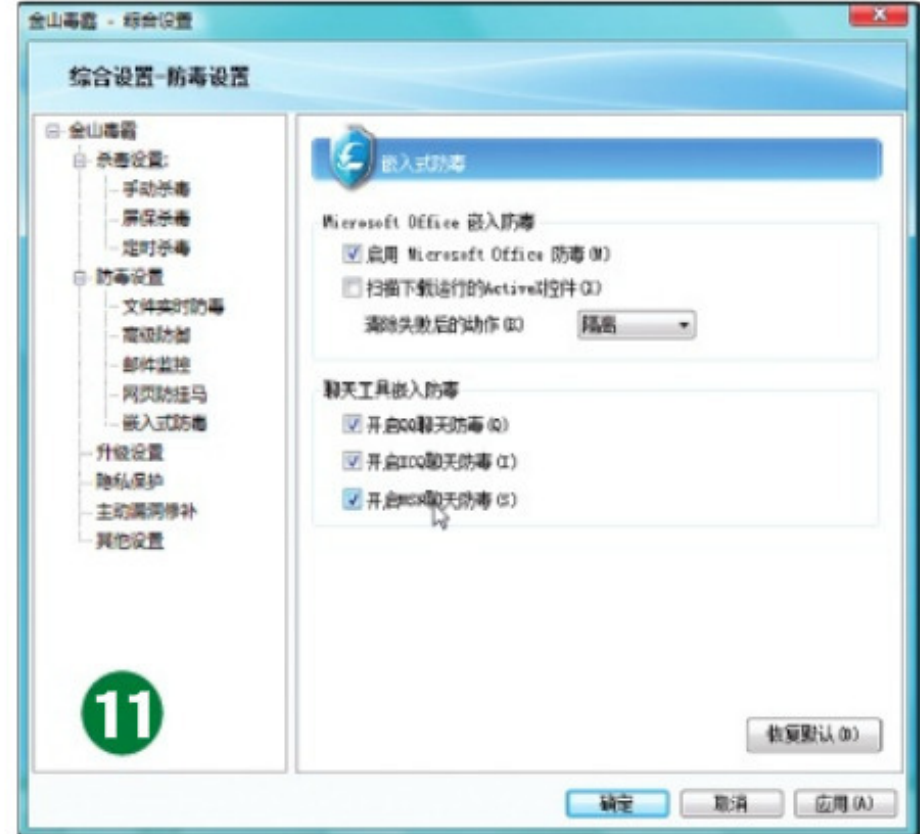 金山毒霸 - 综合设置
综合设置-防毒设置
金山毒霸
杀毒设置:
手动杀毒
屏保杀毒
定时杀毒
防毒设置
文件实时防毒
高级防御
邮件监控
网页防挂马
嵌入式防毒
升级设置
隐私保护
主动漏洞修补
其他设置
嵌入式防毒
Microsoft Office 嵌入防毒
启用 Microsoft Office 防毒(M)
扫描下载运行的ActiveX控件(X)
清除失败后的动作(E) 隔离
聊天工具嵌入防毒
开启QQ聊天防毒(Q)
开启ICQ聊天防毒(I)
开启MSN聊天防毒(S)
11
恢复默认(D)
确定 取消 应用(A)